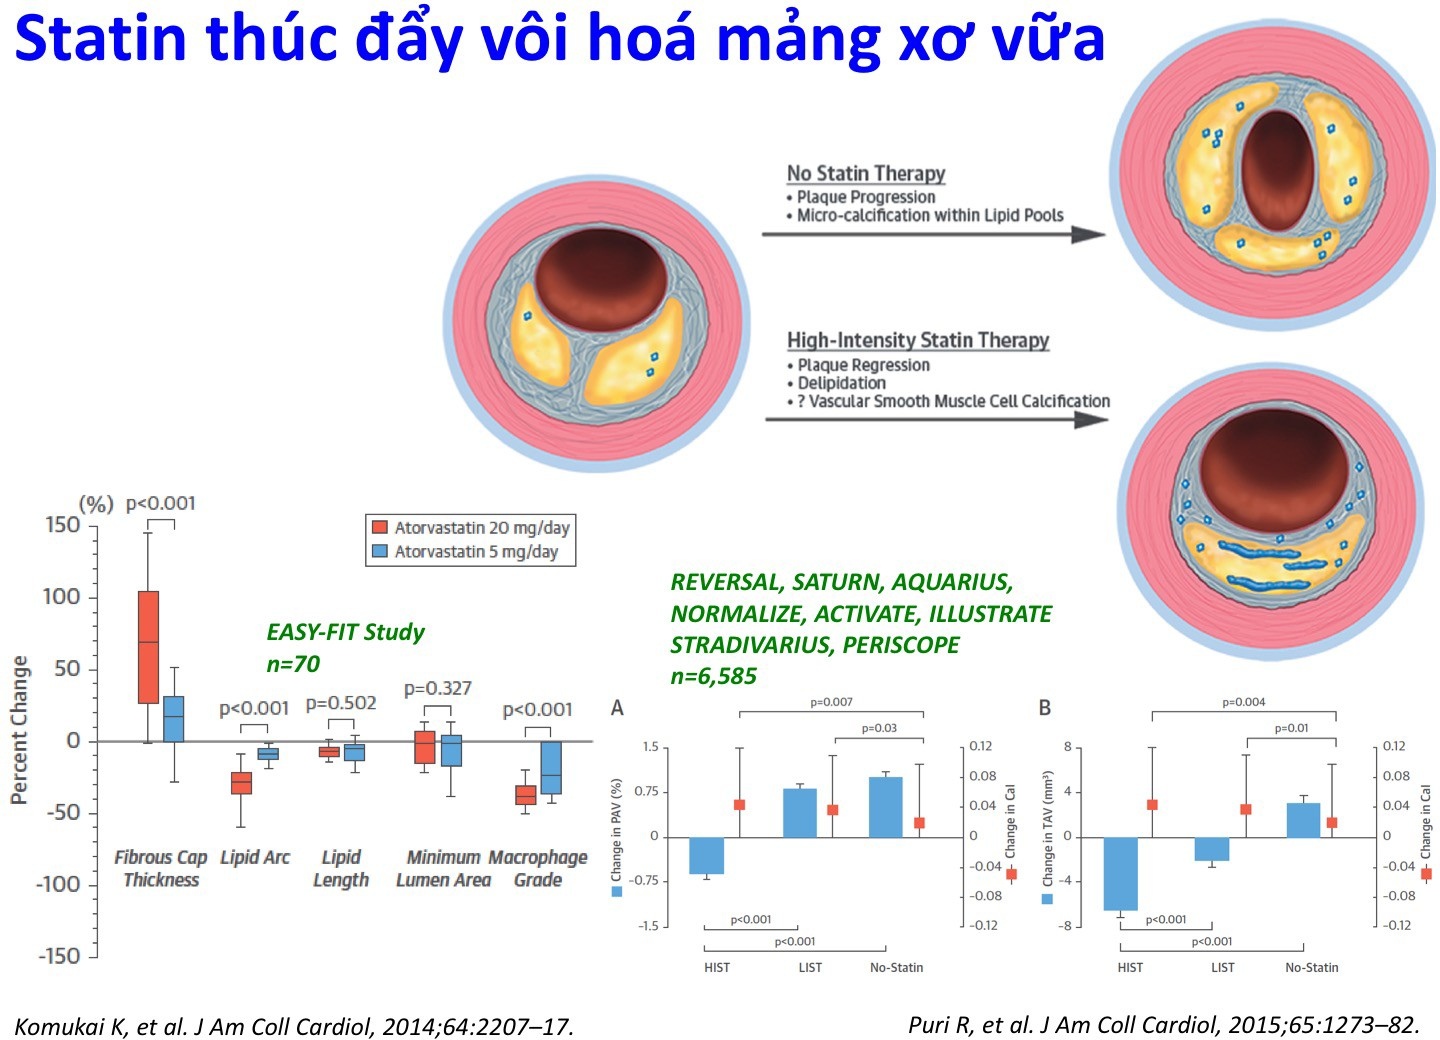 Statin thúc đẩy vôi hoá mảng xơ vữa
No Statin Therapy
• Plaque Progression
• Micro-calcification within Lipid Pools
High-Intensity Statin Therapy
• Plaque Regression
• Delipidation
• ? Vascular Smooth Muscle Cell Calcification
(%)
p<0.001
Atorvastatin 20 mg/day
Atorvastatin 5 mg/day
EASY-FIT Study
n=70
Percent Change
150
100
50
0
-50
-100
-150
p<0.001
p=0.502
p=0.327
p<0.001
Fibrous Cap
Thickness
Lipid Arc
Lipid
Length
Minimum
Lumen Area
Macrophage
Grade
REVERSAL, SATURN, AQUARIUS,
NORMALIZE, ACTIVATE, ILLUSTRATE
STRADIVARIUS, PERISCOPE
n=6,585
A
p=0.007
p=0.03
Change in PAV (%)
1.5
0.75
0
–0.75
–1.5
0.12
0.08
0.04
0
–0.04
–0.08
–0.12
Change in CaI
p<0.001
p<0.001
HIST
LIST
No-Statin
B
p=0.004
p=0.01
Change in TAV (mm³)
8
4
0
–4
–8
0.12
0.08
0.04
0
–0.04
–0.08
–0.12
Change in CaI
p<0.001
p<0.001
HIST
LIST
No-Statin
Komukai K, et al. J Am Coll Cardiol, 2014;64:2207–17.
Puri R, et al. J Am Coll Cardiol, 2015;65:1273–82.